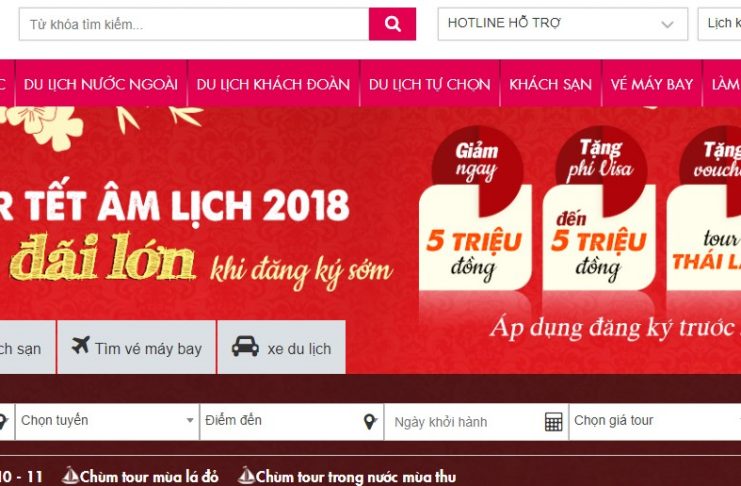 Từ khóa tìm kiếm...
HOTLINE HỖ TRỢ
Lịch k
C
DU LỊCH NƯỚC NGOÀI
DU LỊCH KHÁCH ĐOÀN
DU LỊCH TỰ CHỌN
KHÁCH SẠN
VÉ MÁY BAY
LÀM
R TẾT ÂM LỊCH 2018
đãi lớn khi đăng ký sớm
Giảm
ngay
5 TRIỆU
đồng
Tặng
phí Visa
đến
5 TRIỆU
đồng
Tặng
vouche
tour
THÁI LA
Áp dụng đăng ký trước
ch sạn
Tìm vé máy bay
xe du lịch
Chọn tuyến
Điểm đến
Ngày khởi hành
Chọn giá tour
10 - 11
Chùm tour mùa lá đỏ
Chùm tour trong nước mùa thu